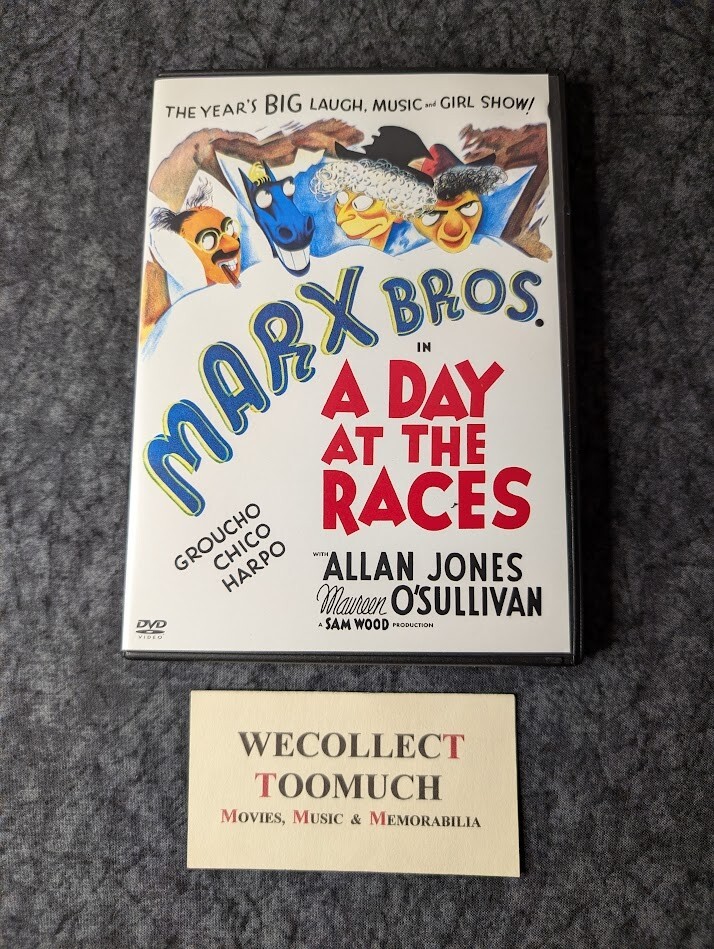 THE YEAR'S BIG LAUGH, MUSIC and GIRL SHOW!
MARX BROS.
IN
A DAY
AT THE
RACES
GROUCHO
CHICO
HARPO
WITH ALLAN JONES
Maureen O'SULLIVAN
A SAM WOOD PRODUCTION
DVD
VIDEO
WECOLLECT
TOOMUCH
MOVIES, MUSIC & MEMORABILIA